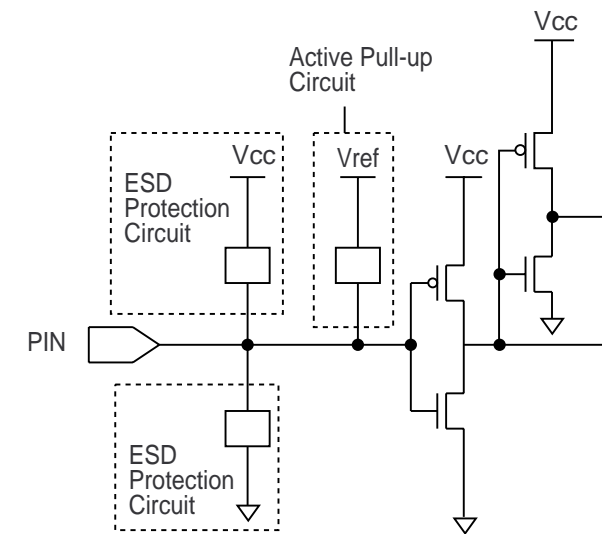 Vcc
Active Pull-up
Circuit
Vcc
Vref
Vcc
ESD
Protection
Circuit
PIN
ESD
Protection
Circuit